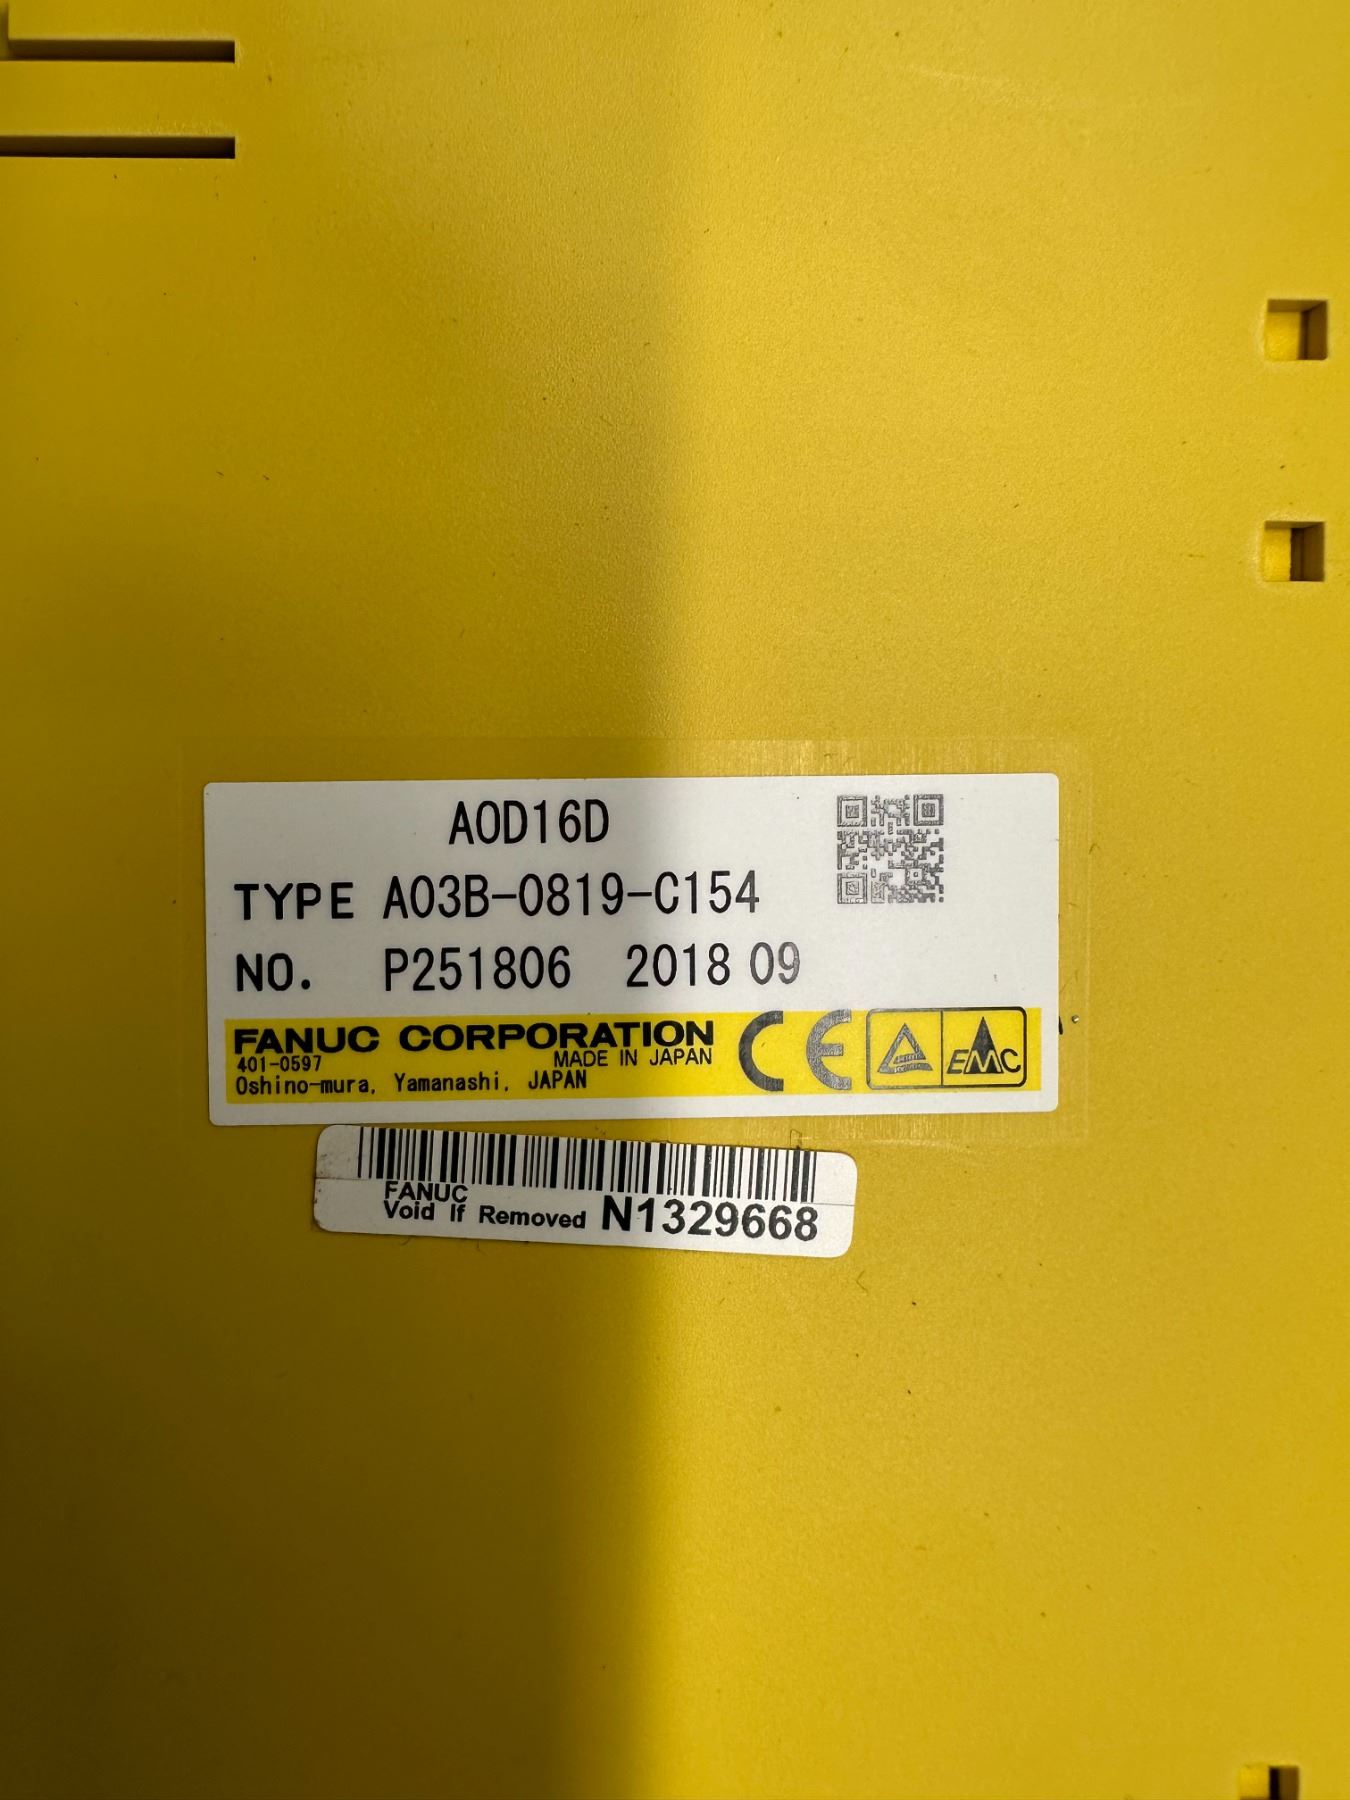 AOD16D
TYPE A03B-0819-C154
NO. P251806 2018 09
FANUC CORPORATION
401-0597 MADE IN JAPAN
Oshino-mura, Yamanashi, JAPAN
CE
EMC
FANUC
Void If Removed N1329668